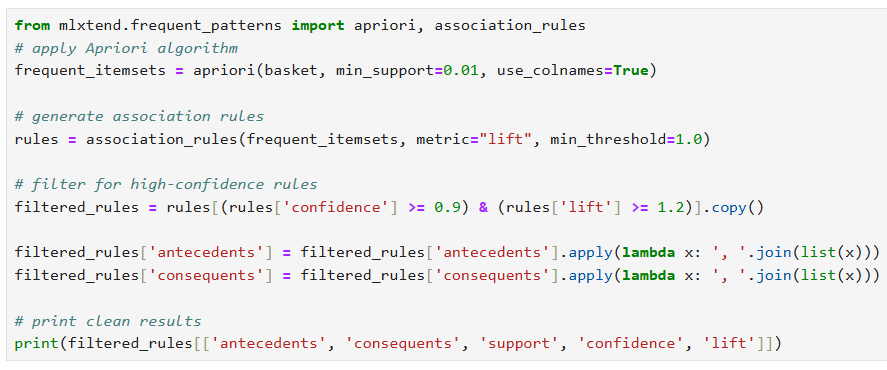 from mlxtend.frequent_patterns import apriori, association_rules
# apply Apriori algorithm
frequent_itemsets = apriori(basket, min_support=0.01, use_colnames=True)
# generate association rules
rules = association_rules(frequent_itemsets, metric="lift", min_threshold=1.0)
# filter for high-confidence rules
filtered_rules = rules[(rules['confidence'] >= 0.9) & (rules['lift'] >= 1.2)].copy()
filtered_rules['antecedents'] = filtered_rules['antecedents'].apply(lambda x: ', '.join(list(x)))
filtered_rules['consequents'] = filtered_rules['consequents'].apply(lambda x: ', '.join(list(x)))
# print clean results
print(filtered_rules[['antecedents', 'consequents', 'support', 'confidence', 'lift']])